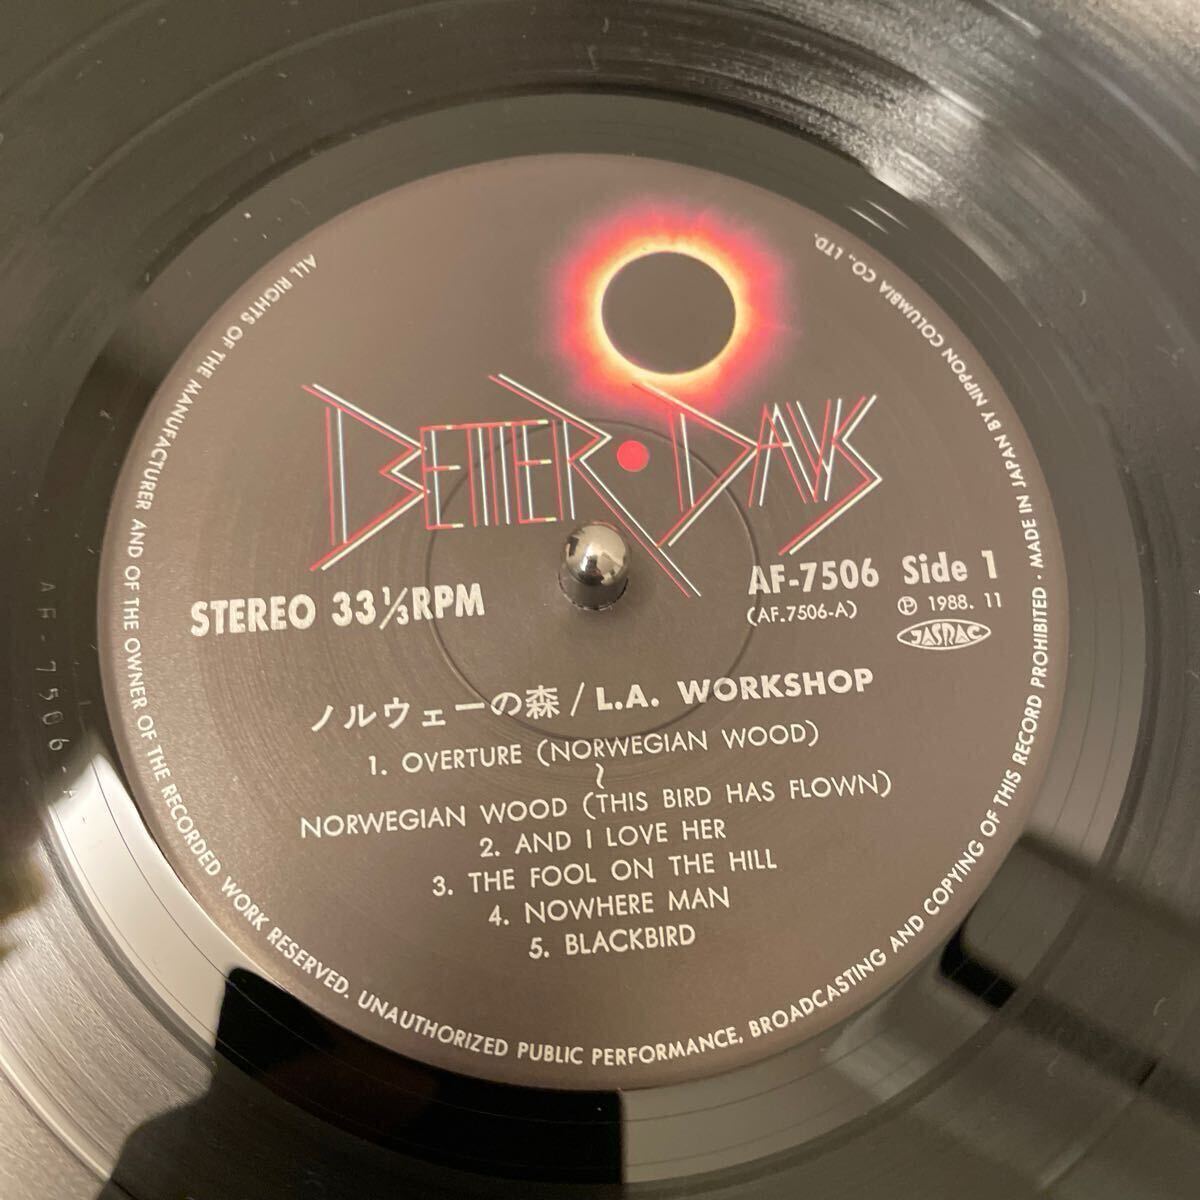 BETTER · DAYS
STEREO 33⅓RPM
AF-7506 Side 1
(AF.7506-A)
℗ 1988. 11
JASRAC
ノルウェーの森 / L.A. WORKSHOP
1. OVERTURE (NORWEGIAN WOOD)
~
NORWEGIAN WOOD (THIS BIRD HAS FLOWN)
2. AND I LOVE HER
3. THE FOOL ON THE HILL
4. NOWHERE MAN
5. BLACKBIRD
ALL RIGHTS OF THE MANUFACTURER AND OF THE OWNER OF THE RECORDED WORK RESERVED. UNAUTHORIZED PUBLIC PERFORMANCE, BROADCASTING AND COPYING OF THIS RECORD PROHIBITED · MADE IN JAPAN BY NIPPON COLUMBIA CO., LTD.
AF-7506